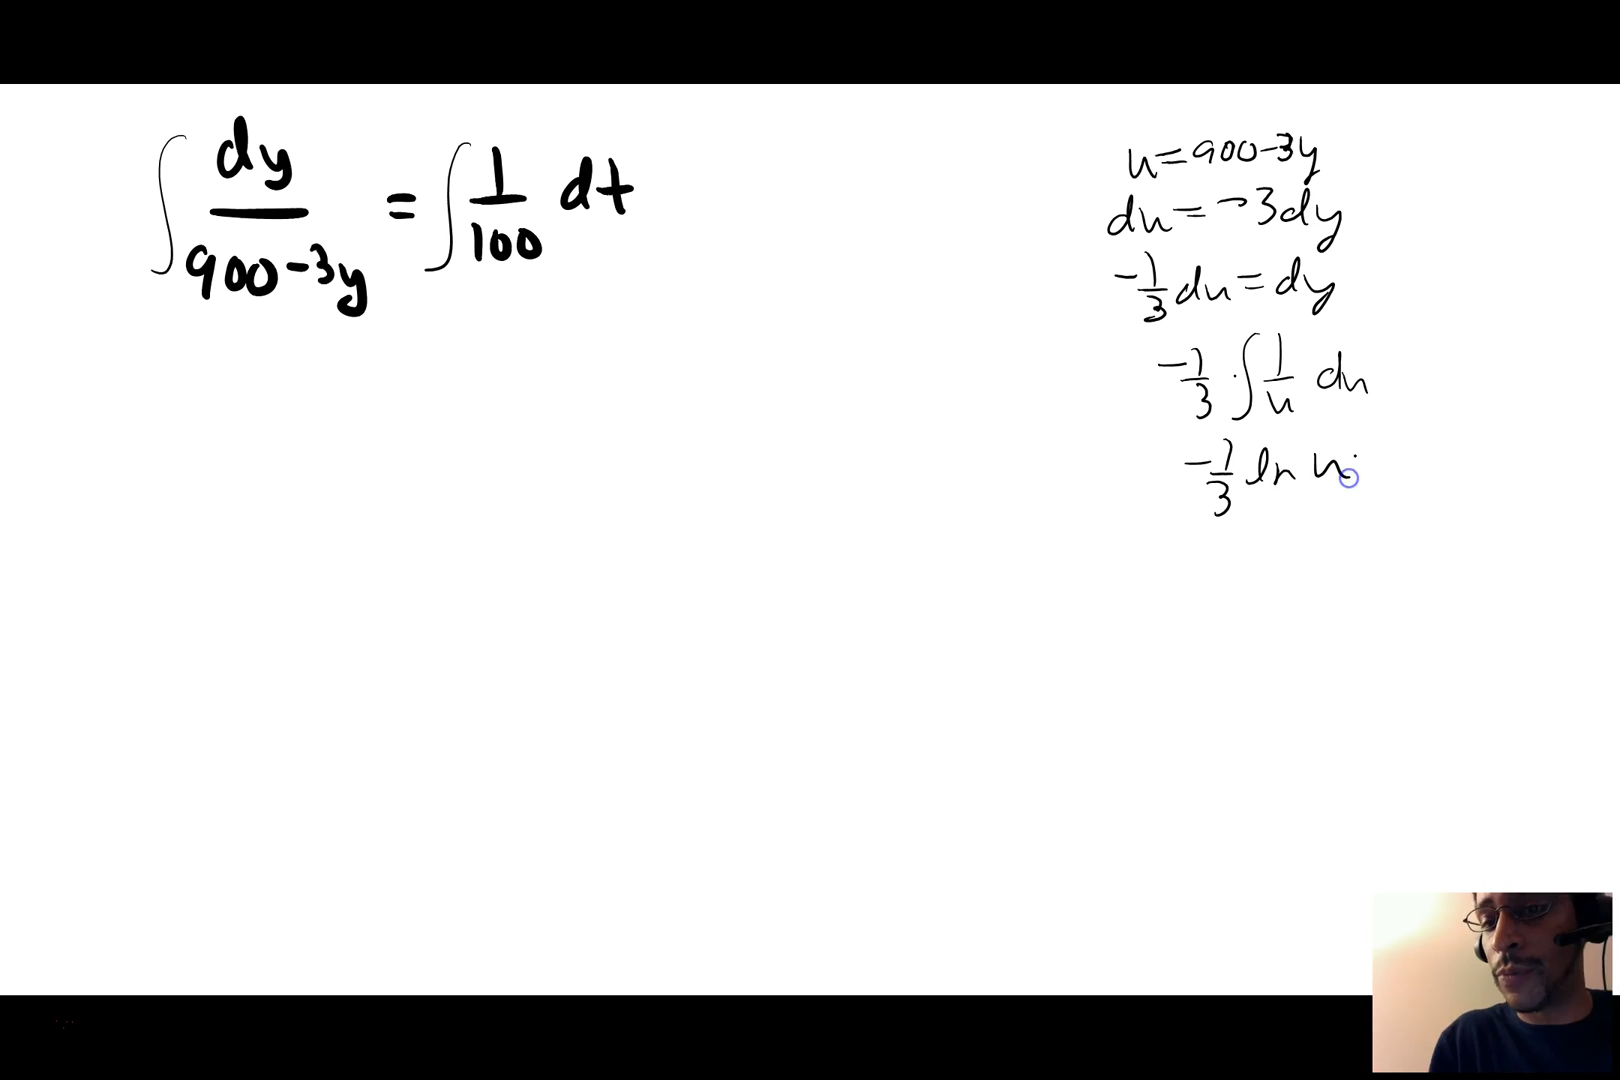 ∫ dy/(900-3y) = ∫ 1/100 dt
u=900-3y
du=-3dy
-1/3 du=dy
-1/3 · ∫ 1/u du
-1/3 ln u